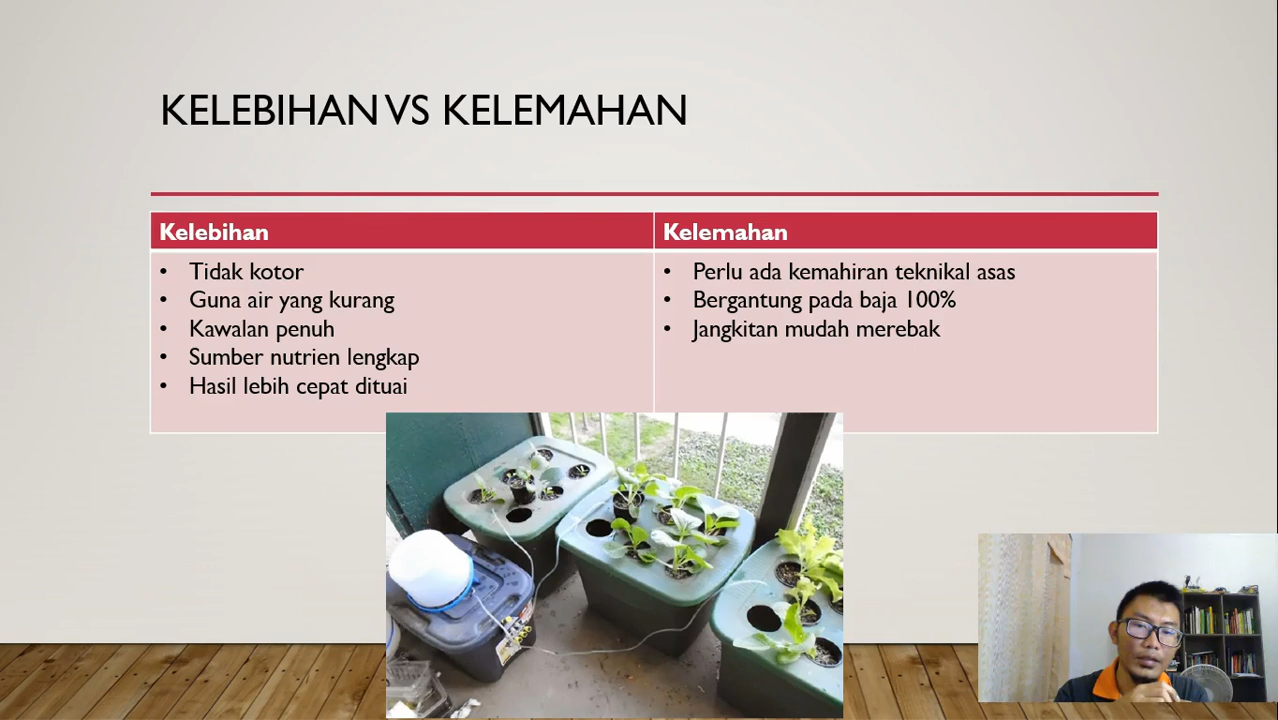 KELEBIHAN VS KELEMAHAN
Kelebihan
• Tidak kotor
• Guna air yang kurang
• Kawalan penuh
• Sumber nutrien lengkap
• Hasil lebih cepat dituai
Kelemahan
• Perlu ada kemahiran teknikal asas
• Bergantung pada baja 100%
• Jangkitan mudah merebak